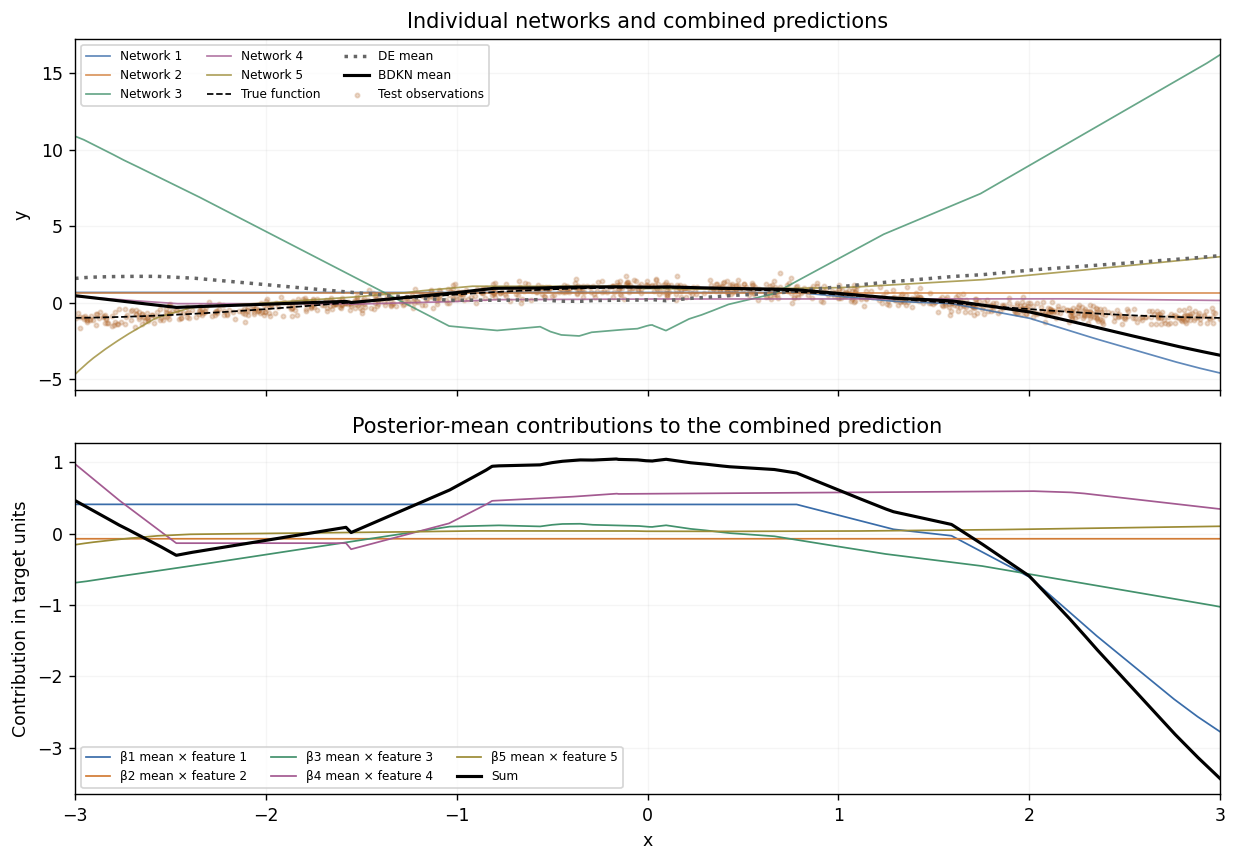 Individual networks and combined predictions
Network 1 Network 4 DE mean
Network 2 Network 5 BDKN mean
Network 3 True function Test observations
15
10
5
0
−5
y
Posterior-mean contributions to the combined prediction
1
0
−1
−2
−3
Contribution in target units
β1 mean × feature 1 β3 mean × feature 3 β5 mean × feature 5
β2 mean × feature 2 β4 mean × feature 4 Sum
−3 −2 −1 0 1 2 3
x